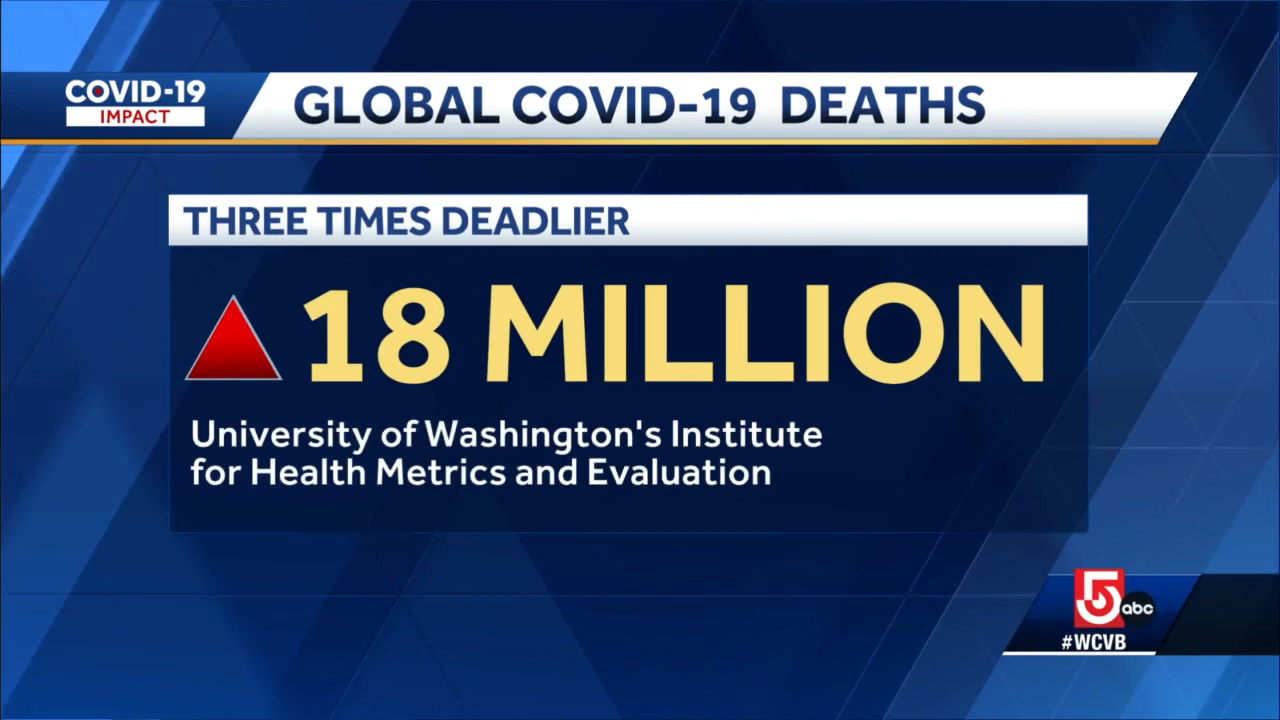 COVID-19
IMPACT
GLOBAL COVID-19 DEATHS
THREE TIMES DEADLIER
18 MILLION
University of Washington's Institute
for Health Metrics and Evaluation
5 abc
#WCVB